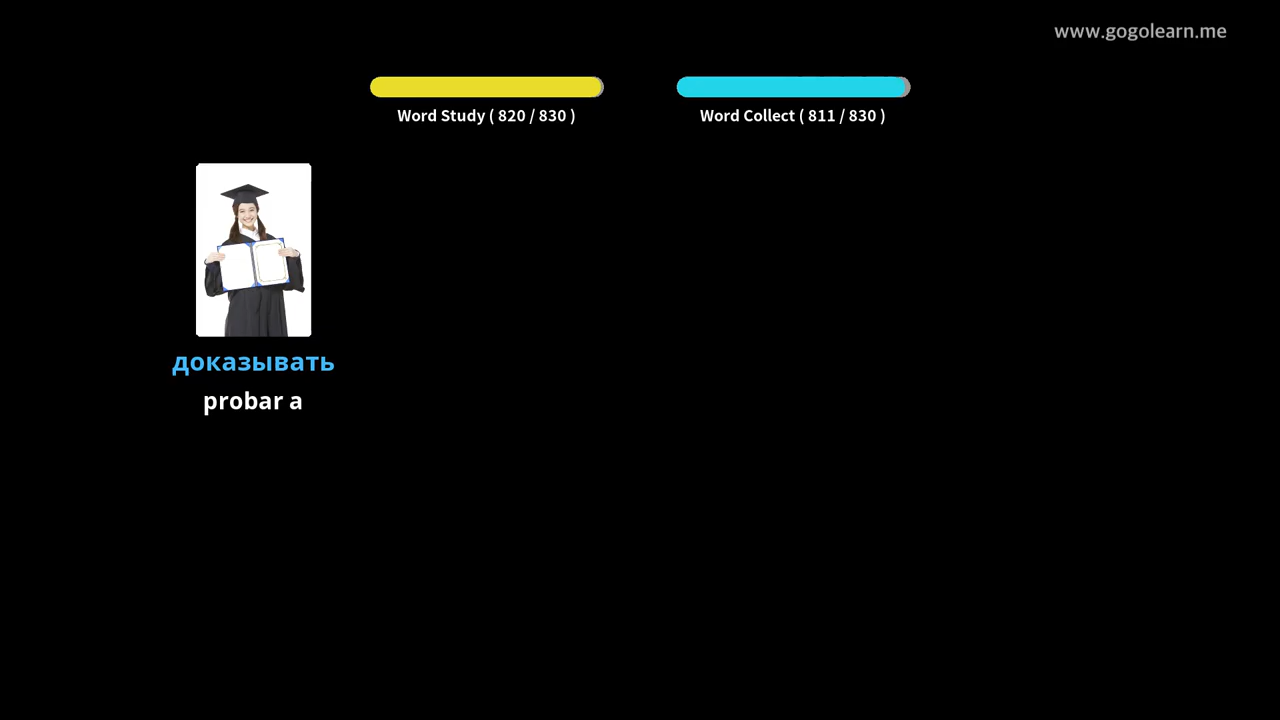 www.gogolearn.me
Word Study ( 820 / 830 )
Word Collect ( 811 / 830 )
доказывать
probar a